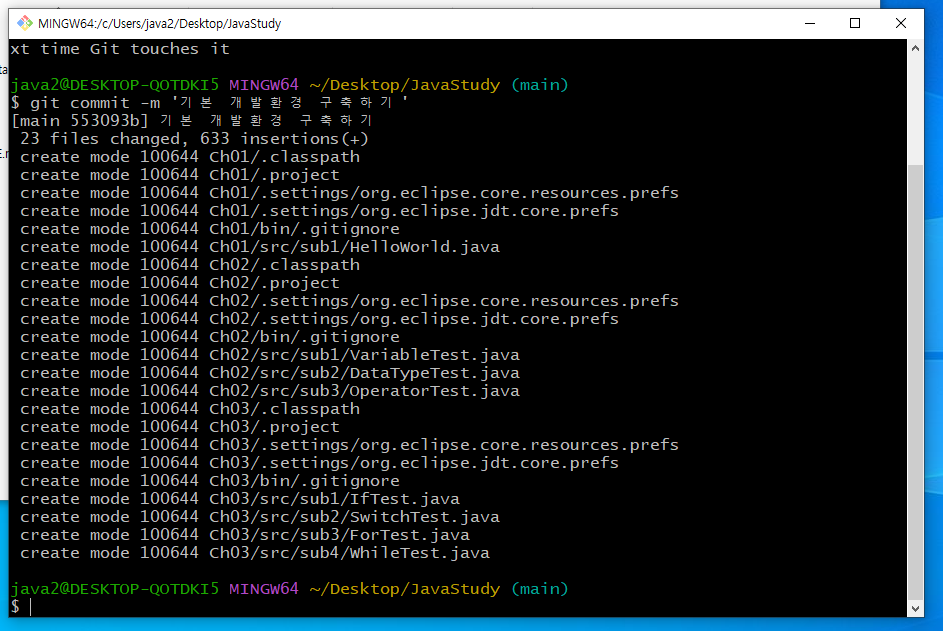 MINGW64:/c/Users/java2/Desktop/JavaStudy
xt time Git touches it
java2@DESKTOP-QOTDKI5 MINGW64 ~/Desktop/JavaStudy (main)
$ git commit -m '기본 개발환경 구축하기'
[main 553093b] 기본 개발환경 구축하기
 23 files changed, 633 insertions(+)
 create mode 100644 Ch01/.classpath
 create mode 100644 Ch01/.project
 create mode 100644 Ch01/.settings/org.eclipse.core.resources.prefs
 create mode 100644 Ch01/.settings/org.eclipse.jdt.core.prefs
 create mode 100644 Ch01/bin/.gitignore
 create mode 100644 Ch01/src/sub1/HelloWorld.java
 create mode 100644 Ch02/.classpath
 create mode 100644 Ch02/.project
 create mode 100644 Ch02/.settings/org.eclipse.core.resources.prefs
 create mode 100644 Ch02/.settings/org.eclipse.jdt.core.prefs
 create mode 100644 Ch02/bin/.gitignore
 create mode 100644 Ch02/src/sub1/VariableTest.java
 create mode 100644 Ch02/src/sub2/DataTypeTest.java
 create mode 100644 Ch02/src/sub3/OperatorTest.java
 create mode 100644 Ch03/.classpath
 create mode 100644 Ch03/.project
 create mode 100644 Ch03/.settings/org.eclipse.core.resources.prefs
 create mode 100644 Ch03/.settings/org.eclipse.jdt.core.prefs
 create mode 100644 Ch03/bin/.gitignore
 create mode 100644 Ch03/src/sub1/IfTest.java
 create mode 100644 Ch03/src/sub2/SwitchTest.java
 create mode 100644 Ch03/src/sub3/ForTest.java
 create mode 100644 Ch03/src/sub4/WhileTest.java
java2@DESKTOP-QOTDKI5 MINGW64 ~/Desktop/JavaStudy (main)
$